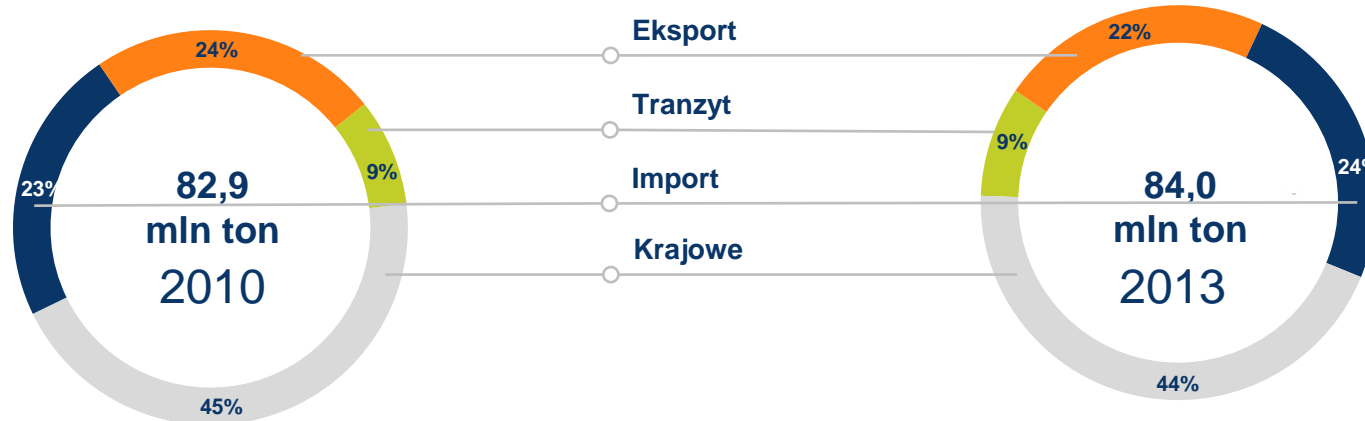 24%
9%
23%
45%
82,9
mln ton
2010
Eksport
Tranzyt
Import
Krajowe
22%
9%
24%
44%
84,0
mln ton
2013